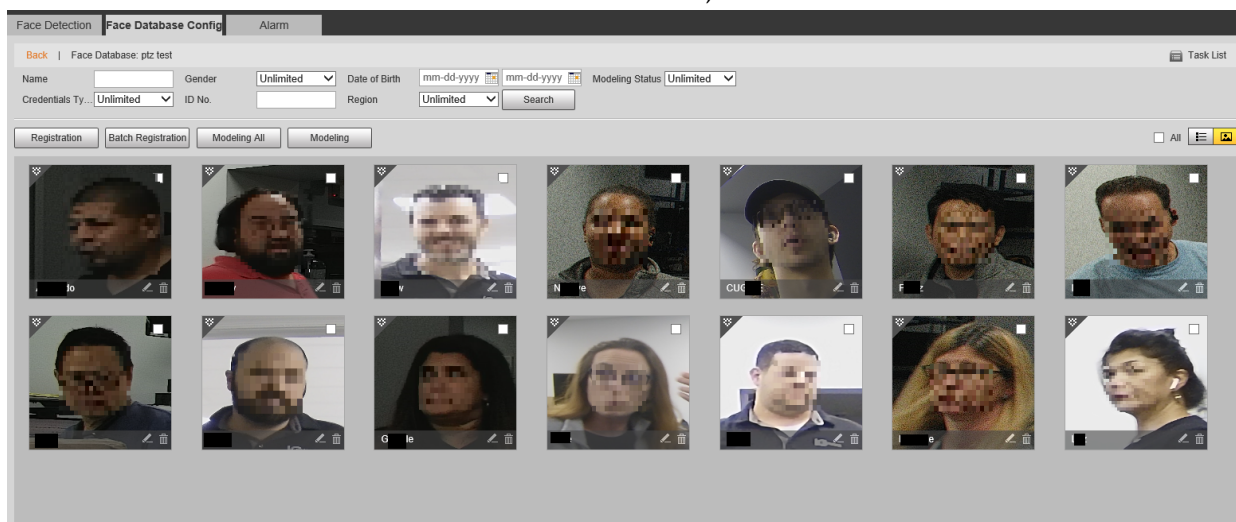 Face Detection Face Database Config Alarm
Back | Face Database: ptz test Task List
Name Gender Unlimited Date of Birth mm-dd-yyyy mm-dd-yyyy Modeling Status Unlimited
Credentials Ty... Unlimited ID No. Region Unlimited Search
Registration Batch Registration Modeling All Modeling All